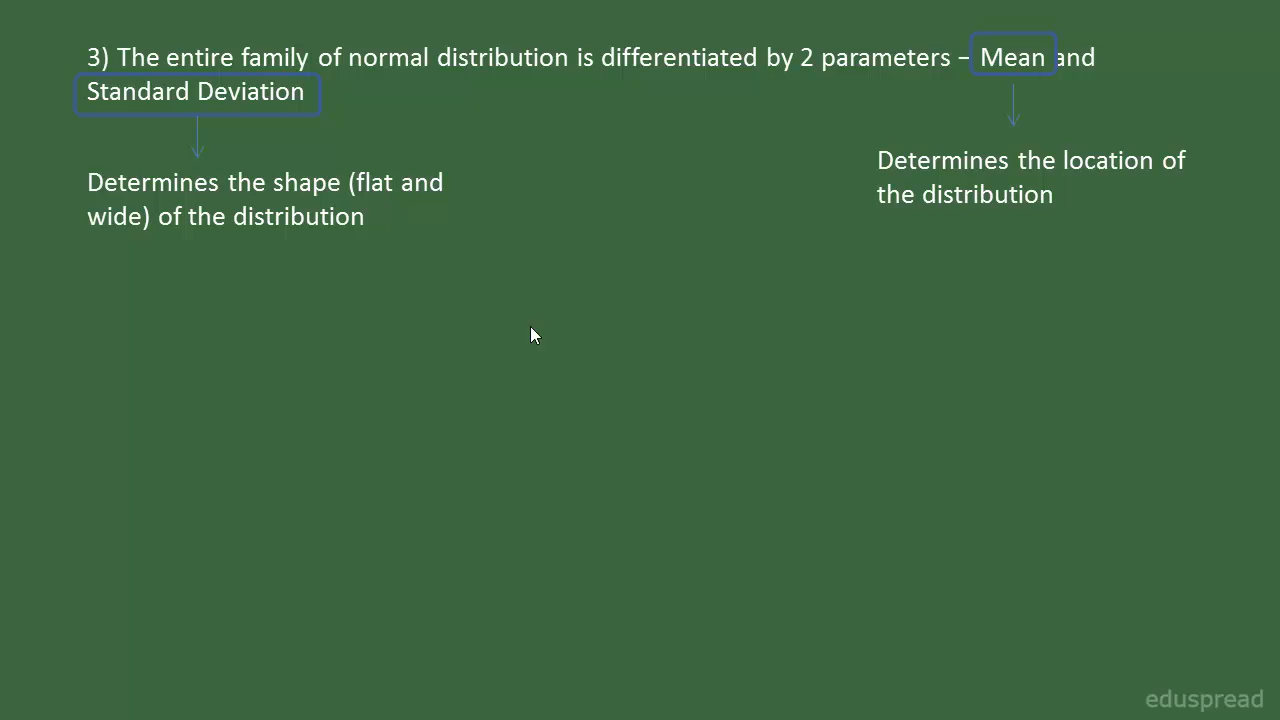 3) The entire family of normal distribution is differentiated by 2 parameters – Mean and
Standard Deviation
Determines the shape (flat and
wide) of the distribution
Determines the location of
the distribution
eduspread